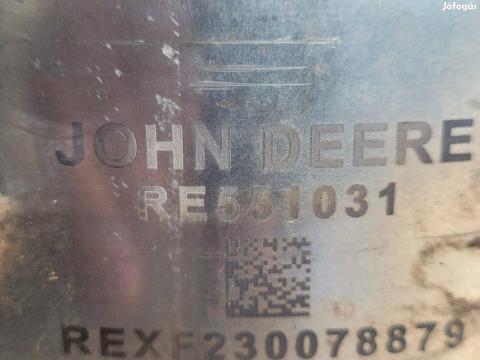 Jófogás
JOHN DEERE
RE551031
REXF230078879